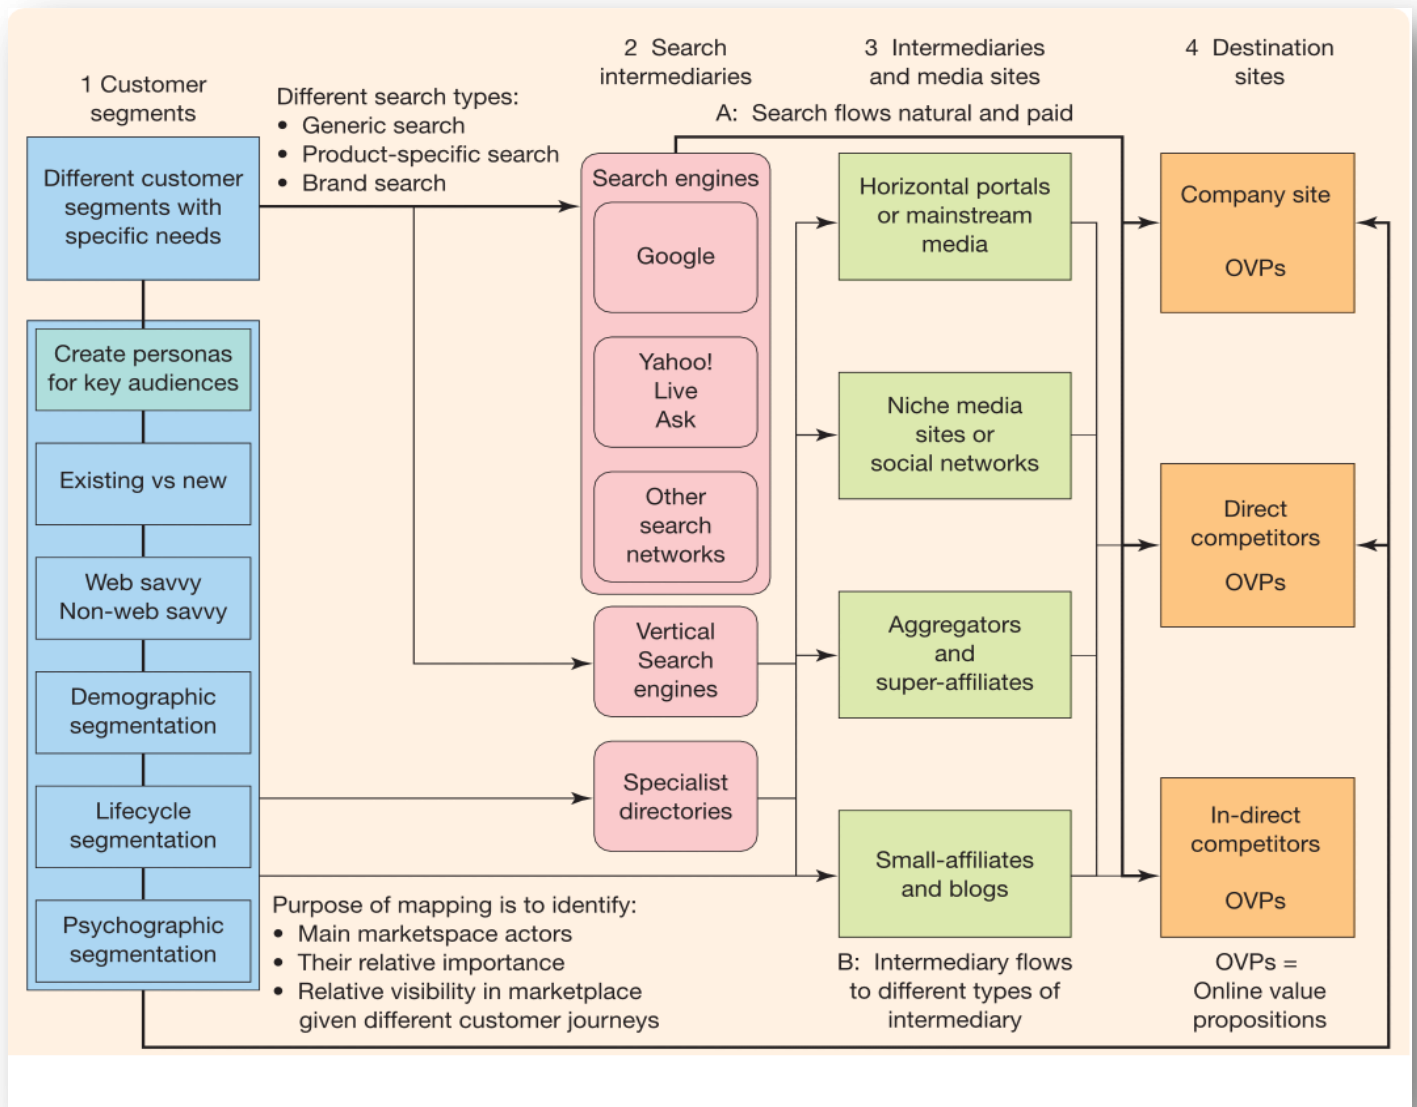 1 Customer
segments
Different customer
segments with
specific needs
Create personas
for key audiences
Existing vs new
Web savvy
Non-web savvy
Demographic
segmentation
Lifecycle
segmentation
Psychographic
segmentation
Different search types:
• Generic search
• Product-specific search
• Brand search
Purpose of mapping is to identify:
• Main marketspace actors
• Their relative importance
• Relative visibility in marketplace
given different customer journeys
2 Search
intermediaries
A: Search flows natural and paid
Search engines
Google
Yahoo!
Live
Ask
Other
search
networks
Vertical
Search
engines
Specialist
directories
3 Intermediaries
and media sites
Horizontal portals
or mainstream
media
Niche media
sites or
social networks
Aggregators
and
super-affiliates
Small-affiliates
and blogs
B: Intermediary flows
to different types of
intermediary
4 Destination
sites
Company site
OVPs
Direct
competitors
OVPs
In-direct
competitors
OVPs
OVPs =
Online value
propositions